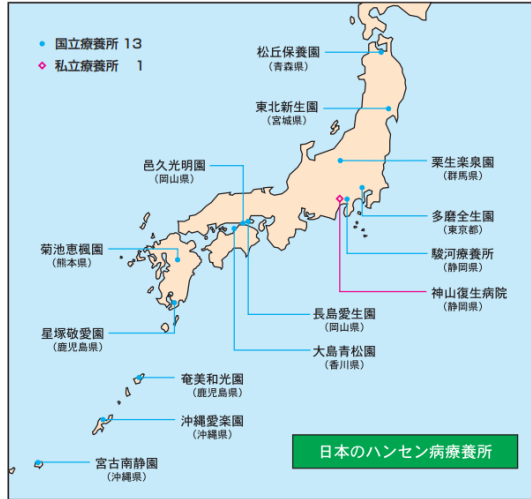 国立療養所 13
私立療養所 1
松丘保養園
（青森県）
東北新生園
（宮城県）
邑久光明園
（岡山県）
栗生楽泉園
（群馬県）
多磨全生園
（東京都）
菊池恵楓園
（熊本県）
駿河療養所
（静岡県）
神山復生病院
（静岡県）
長島愛生園
（岡山県）
星塚敬愛園
（鹿児島県）
大島青松園
（香川県）
奄美和光園
（鹿児島県）
沖縄愛楽園
（沖縄県）
宮古南静園
（沖縄県）
日本のハンセン病療養所